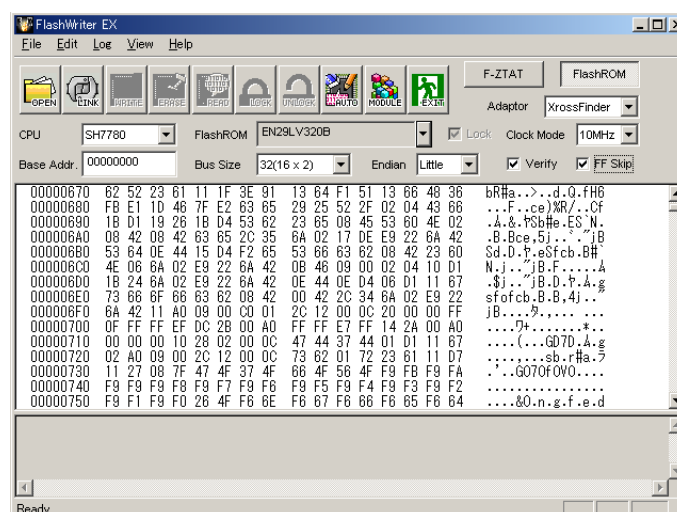 FlashWriter EX
File Edit Log View Help
OPEN LINK WRITE ERASE READ LOCK UNLOCK AUTO MODULE EXIT
F-ZTAT FlashROM
Adaptor XrossFinder
CPU SH7780 FlashROM EN29LV320B Lock Clock Mode 10MHz
Base Addr. 00000000 Bus Size 32(16 x 2) Endian Little Verify FF Skip
00000670 62 52 23 61 11 1F 3E 91 13 64 F1 51 13 66 48 36 bR#a..>..d.Q.fH6
00000680 FB E1 1D 46 7F E2 63 65 29 25 52 2F 02 04 43 66 ...F..ce)%R/..Cf
00000690 1B D1 19 26 1B D4 53 62 23 65 08 45 53 60 4E 02
000006A0 08 42 08 42 63 65 2C 35 6A 02 17 DE E9 22 6A 42
000006B0 53 64 0E 44 15 D4 F2 65 53 66 63 62 08 42 23 60
000006C0 4E 06 6A 02 E9 22 6A 42 0B 46 09 00 02 04 10 D1
000006D0 1B 24 6A 02 E9 22 6A 42 0E 44 0E D4 06 D1 11 67
000006E0 73 66 6F 66 63 62 08 42 00 42 2C 34 6A 02 E9 22 sfofcb.B.B,4j.."
000006F0 6A 42 11 A0 09 00 C0 01 2C 12 00 0C 20 00 00 FF
00000700 0F FF FF EF DC 2B 00 A0 FF FF E7 FF 14 2A 00 A0 ....ワ+.......*..
00000710 00 00 00 10 28 02 00 0C 47 44 37 44 01 D1 11 67 ....(...GD7D.ム.g
00000720 02 A0 09 00 2C 12 00 0C 73 62 01 72 23 61 11 D7 ....,...sb.r#a.ラ
00000730 11 27 08 7F 47 4F 37 4F 66 4F 56 4F F9 FB F9 FA .'..GO7OfOVO....
00000740 F9 F9 F9 F8 F9 F7 F9 F6 F9 F5 F9 F4 F9 F3 F9 F2 ................
00000750 F9 F1 F9 F0 26 4F F6 6E F6 67 F6 66 F6 65 F6 64 ....&O.n.g.f.e.d
Ready